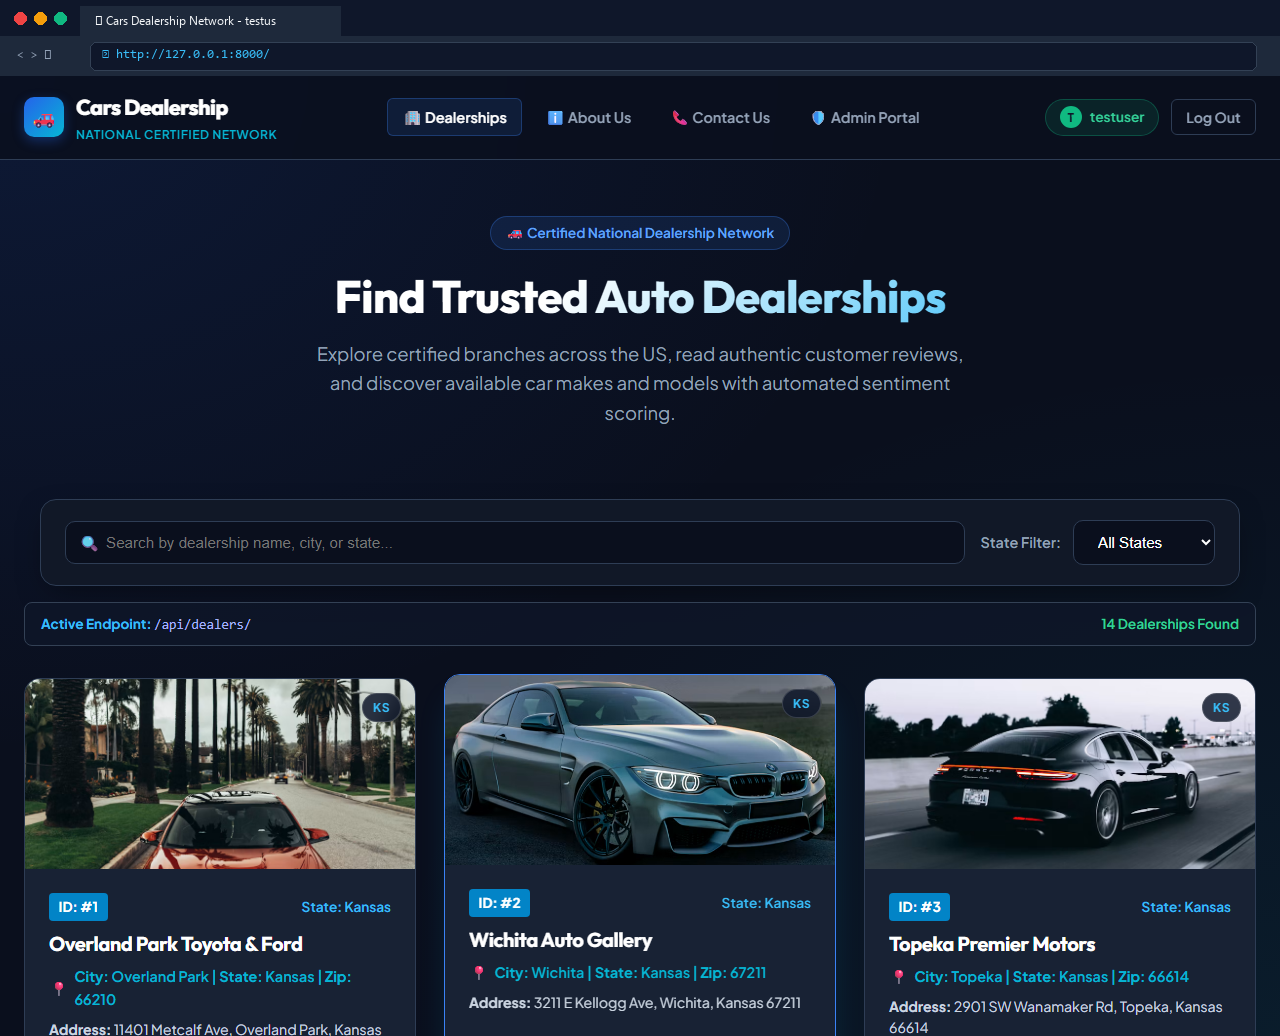 Cars Dealership Network - testus
http://127.0.0.1:8000/
Cars Dealership
NATIONAL CERTIFIED NETWORK
Dealerships
About Us
Contact Us
Admin Portal
T testuser
Log Out
Certified National Dealership Network
Find Trusted Auto Dealerships
Explore certified branches across the US, read authentic customer reviews,
and discover available car makes and models with automated sentiment
scoring.
Search by dealership name, city, or state...
State Filter:
All States
Active Endpoint: /api/dealers/
14 Dealerships Found
KS
ID: #1
State: Kansas
Overland Park Toyota & Ford
City: Overland Park | State: Kansas | Zip:
66210
Address: 11401 Metcalf Ave, Overland Park, Kansas
KS
ID: #2
State: Kansas
Wichita Auto Gallery
City: Wichita | State: Kansas | Zip: 67211
Address: 3211 E Kellogg Ave, Wichita, Kansas 67211
KS
PORSCHE
ID: #3
State: Kansas
Topeka Premier Motors
City: Topeka | State: Kansas | Zip: 66614
Address: 2901 SW Wanamaker Rd, Topeka, Kansas
66614